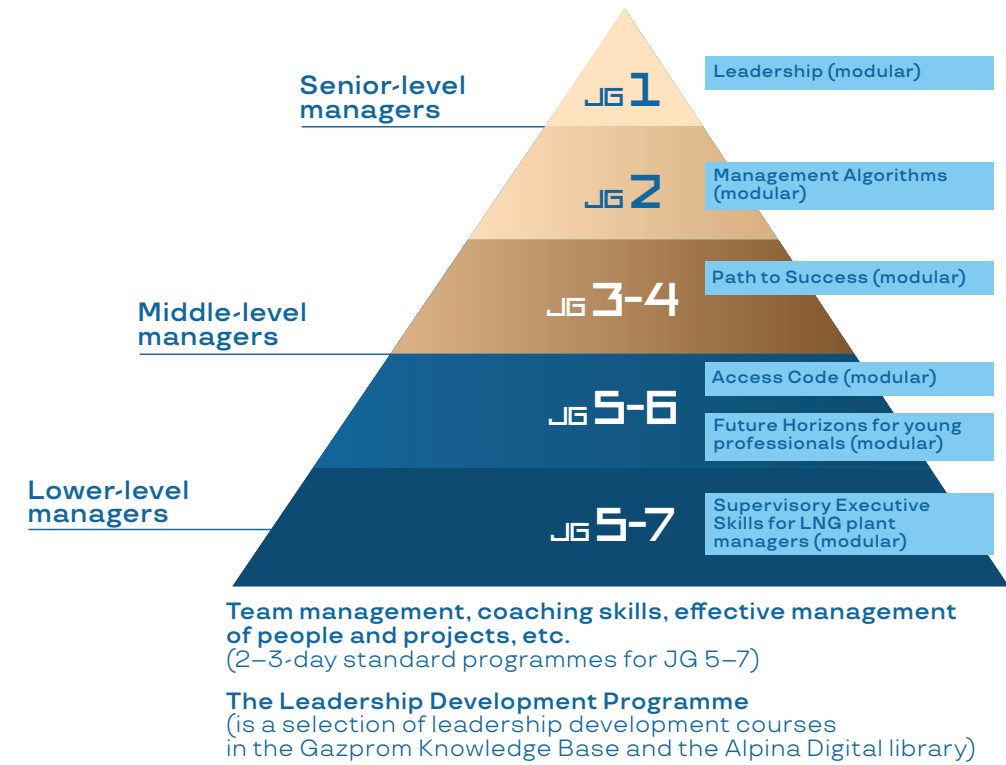 Senior-level
managers
JG 1
Leadership (modular)
JG 2
Management Algorithms
(modular)
Middle-level
managers
JG 3-4
Path to Success (modular)
JG 5-6
Access Code (modular)
Future Horizons for young
professionals (modular)
Lower-level
managers
JG 5-7
Supervisory Executive
Skills for LNG plant
managers (modular)
Team management, coaching skills, effective management
of people and projects, etc.
(2–3-day standard programmes for JG 5–7)
The Leadership Development Programme
(is a selection of leadership development courses
in the Gazprom Knowledge Base and the Alpina Digital library)